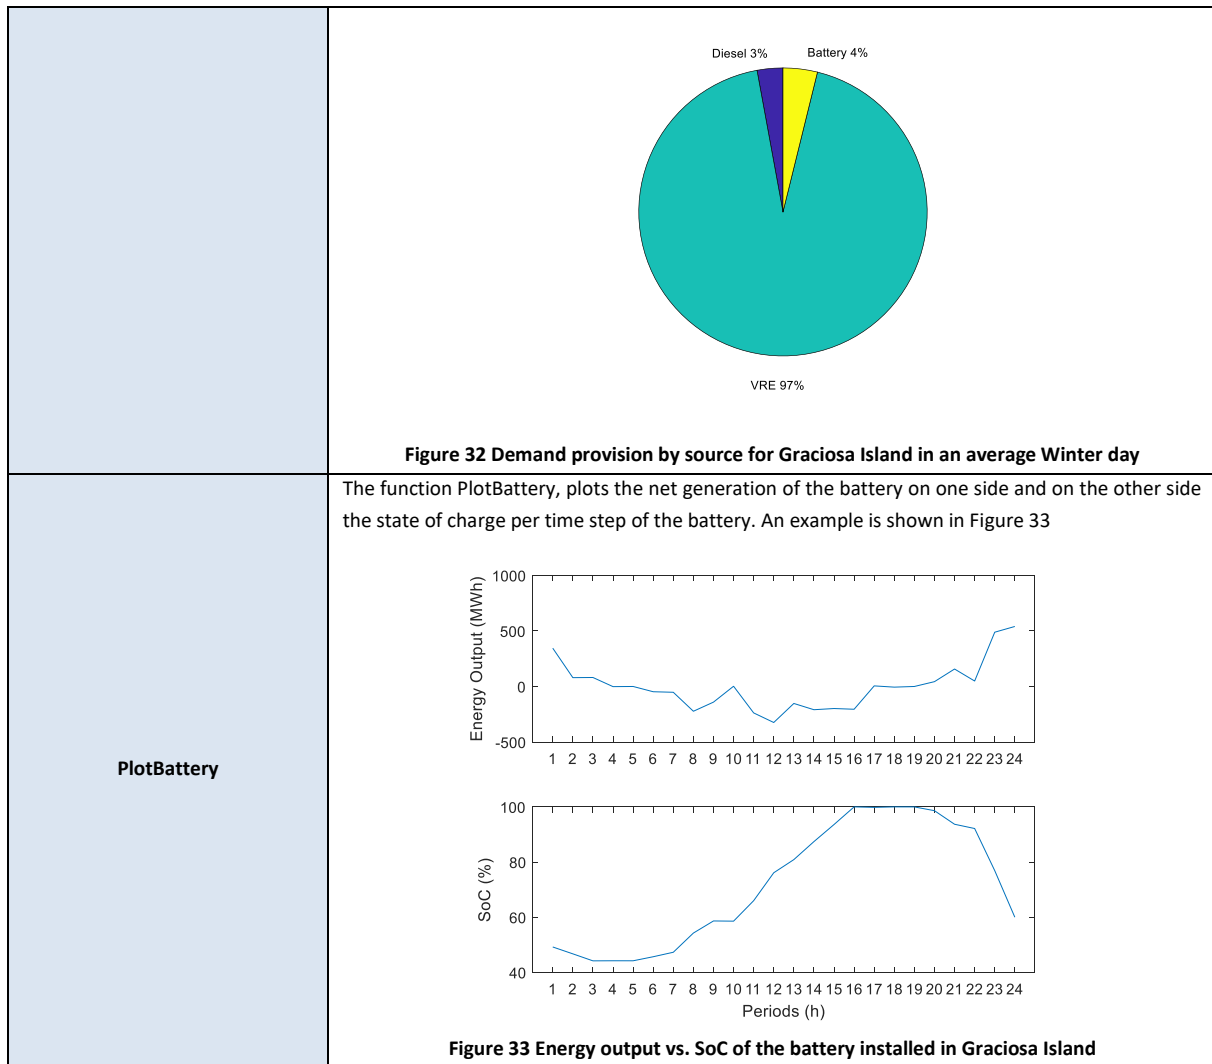 Diesel 3%
Battery 4%
VRE 97%
Figure 32 Demand provision by source for Graciosa Island in an average Winter day
PlotBattery
The function PlotBattery, plots the net generation of the battery on one side and on the other side
the state of charge per time step of the battery. An example is shown in Figure 33
Energy Output (MWh)
1000
500
0
-500
1 2 3 4 5 6 7 8 9 10 11 12 13 14 15 16 17 18 19 20 21 22 23 24
SoC (%)
100
80
60
40
1 2 3 4 5 6 7 8 9 10 11 12 13 14 15 16 17 18 19 20 21 22 23 24
Periods (h)
Figure 33 Energy output vs. SoC of the battery installed in Graciosa Island